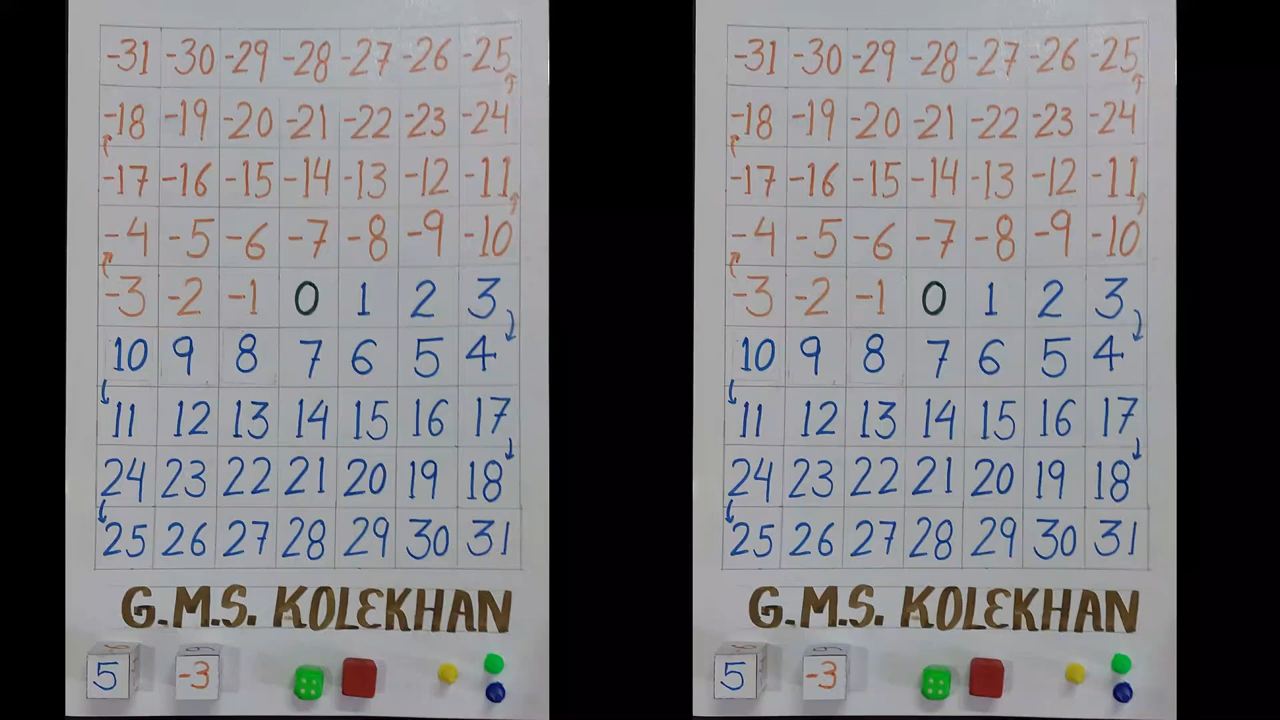 -31 -30 -29 -28 -27 -26 -25
-18 -19 -20 -21 -22 -23 -24
-17 -16 -15 -14 -13 -12 -11
-4 -5 -6 -7 -8 -9 -10
-3 -2 -1 0 1 2 3
10 9 8 7 6 5 4
11 12 13 14 15 16 17
24 23 22 21 20 19 18
25 26 27 28 29 30 31
G.M.S. KOLEKHAN
5 -3
-31 -30 -29 -28 -27 -26 -25
-18 -19 -20 -21 -22 -23 -24
-17 -16 -15 -14 -13 -12 -11
-4 -5 -6 -7 -8 -9 -10
-3 -2 -1 0 1 2 3
10 9 8 7 6 5 4
11 12 13 14 15 16 17
24 23 22 21 20 19 18
25 26 27 28 29 30 31
G.M.S. KOLEKHAN
5 -3